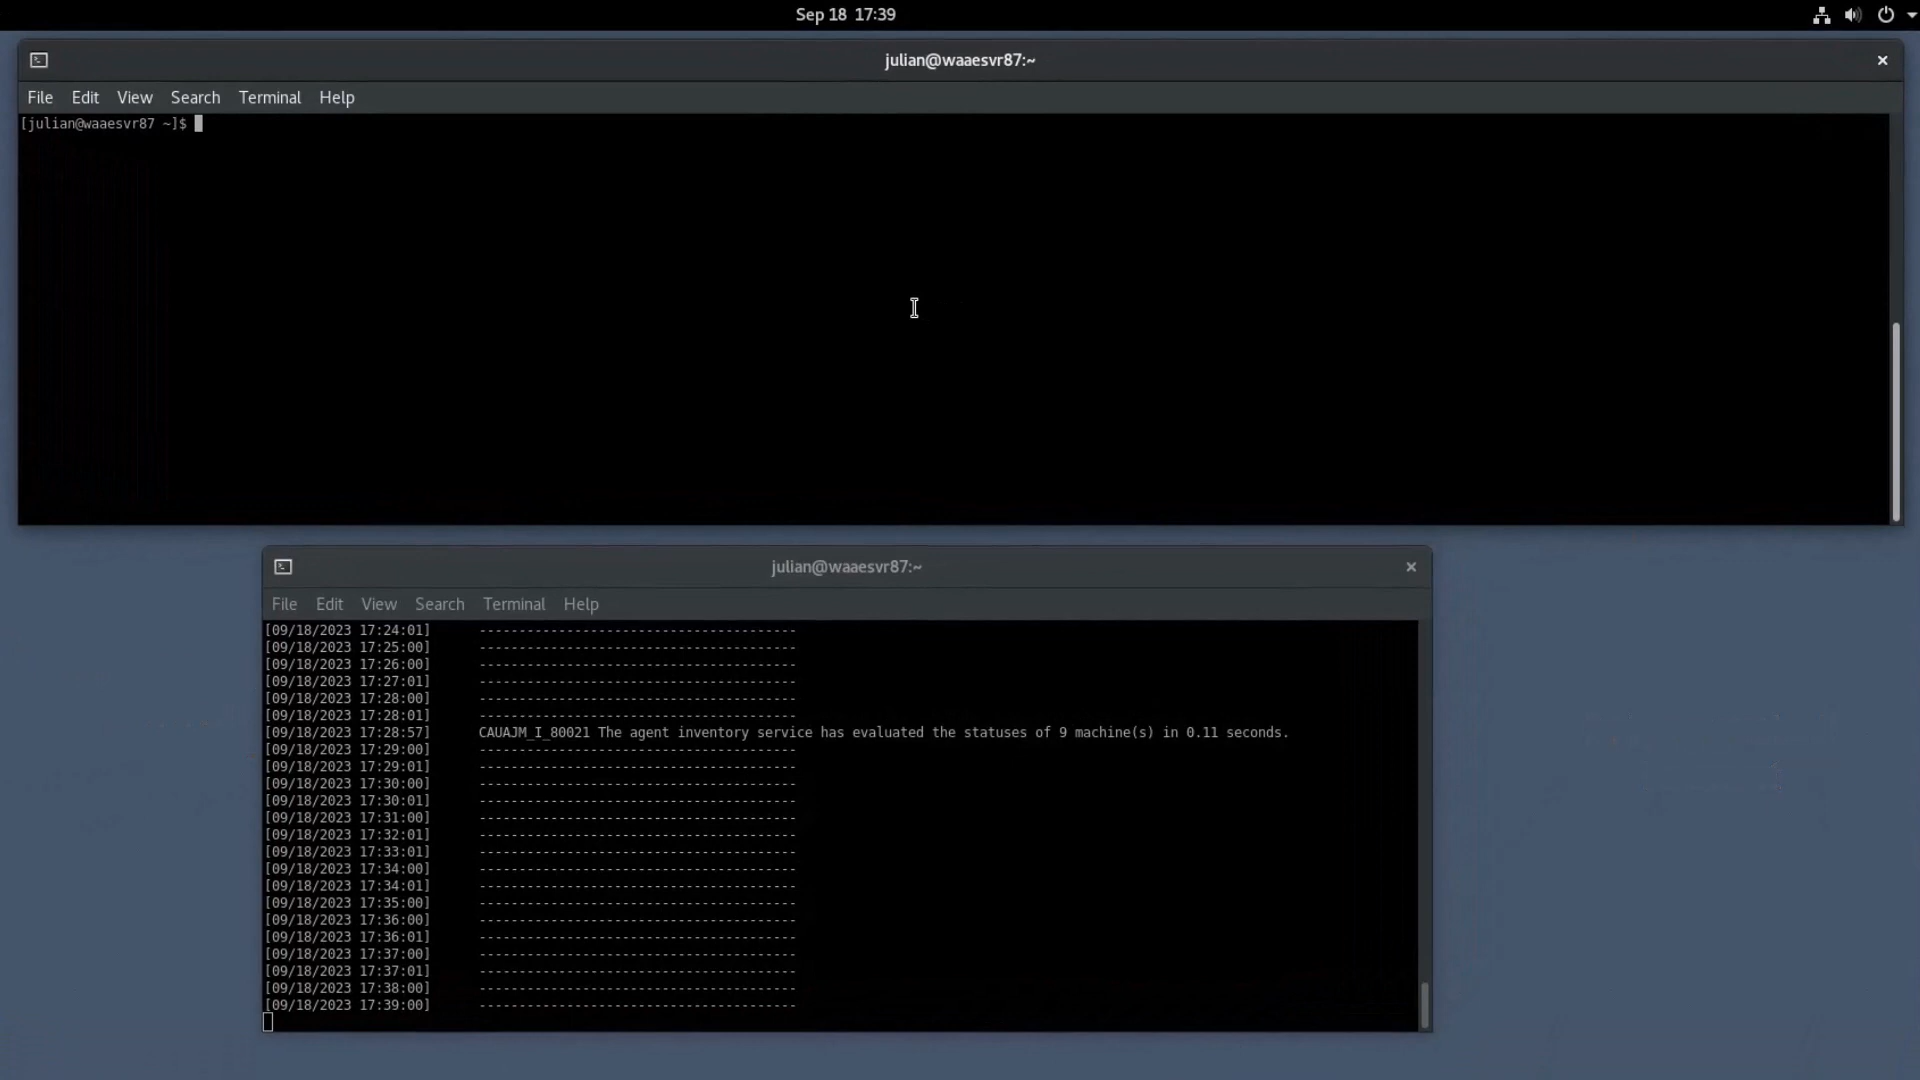 Sep 18 17:39
julian@waaesvr87:~
File Edit View Search Terminal Help
[julian@waaesvr87 ~]$
julian@waaesvr87:~
File Edit View Search Terminal Help
[09/18/2023 17:24:01] ----------------------------------------
[09/18/2023 17:25:00] ----------------------------------------
[09/18/2023 17:26:00] ----------------------------------------
[09/18/2023 17:27:01] ----------------------------------------
[09/18/2023 17:28:00] ----------------------------------------
[09/18/2023 17:28:01] ----------------------------------------
[09/18/2023 17:28:57] CAUAJM_I_80021 The agent inventory service has evaluated the statuses of 9 machine(s) in 0.11 seconds.
[09/18/2023 17:29:00] ----------------------------------------
[09/18/2023 17:29:01] ----------------------------------------
[09/18/2023 17:30:00] ----------------------------------------
[09/18/2023 17:30:01] ----------------------------------------
[09/18/2023 17:31:00] ----------------------------------------
[09/18/2023 17:32:01] ----------------------------------------
[09/18/2023 17:33:01] ----------------------------------------
[09/18/2023 17:34:00] ----------------------------------------
[09/18/2023 17:34:01] ----------------------------------------
[09/18/2023 17:35:00] ----------------------------------------
[09/18/2023 17:36:00] ----------------------------------------
[09/18/2023 17:36:01] ----------------------------------------
[09/18/2023 17:37:00] ----------------------------------------
[09/18/2023 17:37:01] ----------------------------------------
[09/18/2023 17:38:00] ----------------------------------------
[09/18/2023 17:39:00] ----------------------------------------